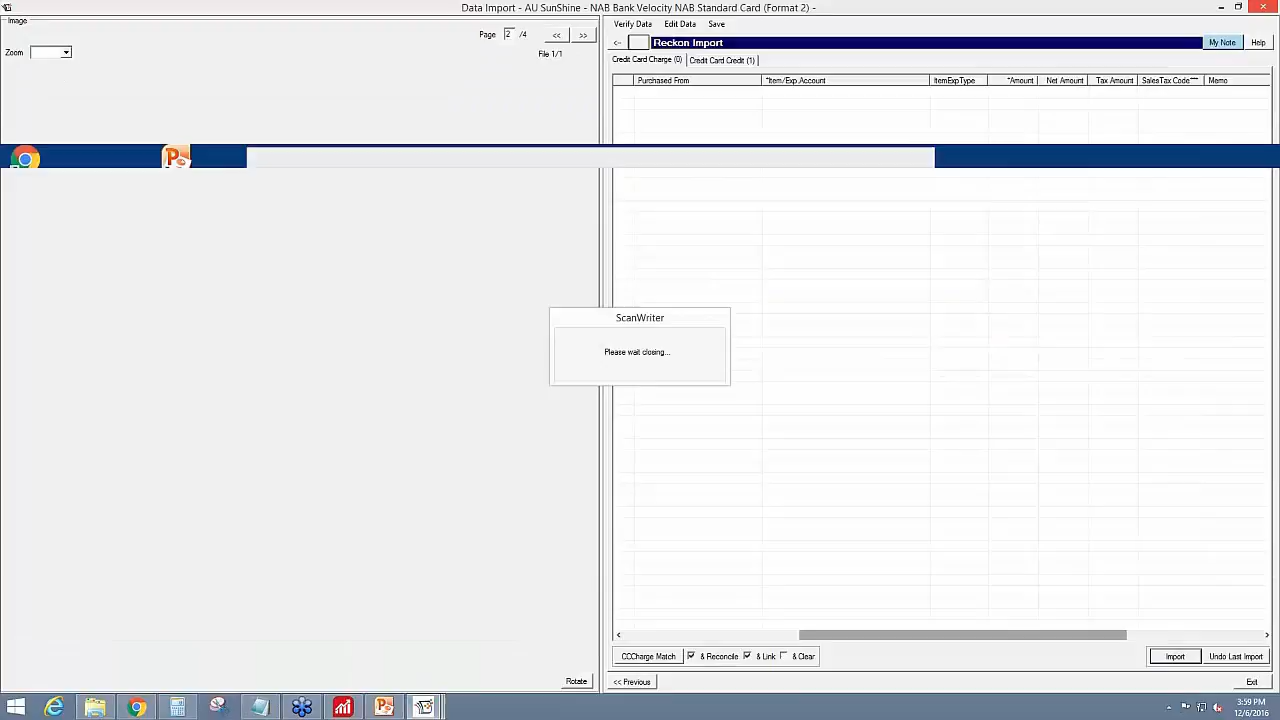 Data Import - AU SunShine - NAB Bank Velocity NAB Standard Card (Format 2) -
Image
Verify Data Edit Data Save
Page 2 /4 << >>
<-- Reckon Import My Note Help
Zoom File 1/1
Credit Card Charge (0) Credit Card Credit (1)
Purchased From *Item/Exp.Account ItemExpType *Amount Net Amount Tax Amount SalesTax Code*** Memo
ScanWriter
Please wait closing...
CCCharge Match & Reconcile & Link & Clear Import Undo Last Import
Rotate << Previous Exit
3:59 PM
12/6/2016